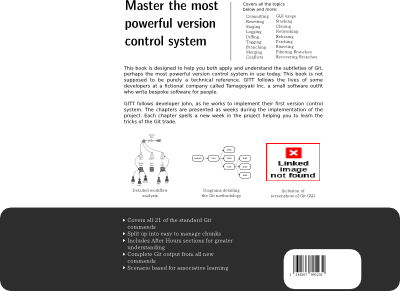 Master the most
powerful version
control system
Covers all the topics
below and more:
Committing GUI usage
Resetting Stashing
Staging Cloning
Logging Networking
Diffing Rebasing
Tagging Patching
Branching Bisecting
Merging Filtering Branches
Conflicts Recovering Branches
This book is designed to help you both apply and understand the subtleties of Git,
perhaps the most powerful version control system in use today. This book is not
supposed to be purely a technical reference. GITT follows the lives of some
developers at a fictional company called Tamagoyaki Inc. a small software outfit
who write bespoke software for people.
GITT follows developer John, as he works to implement their first version control
system. The chapters are presented as weeks during the implementation of the
project. Each chapter spells a new week in the project helping you to learn the
tricks of the Git trade.
Linked
image
not found
Detailed workflow
analysis
Diagrams detailing
the Git methodology
Inclusion of
screenshots of Git GUI
Covers all 21 of the standard Git
commands
Split up into easy to manage chunks
Includes After Hours sections for greater
understanding
Complete Git output from all new
commands
Scenario based for associative learning